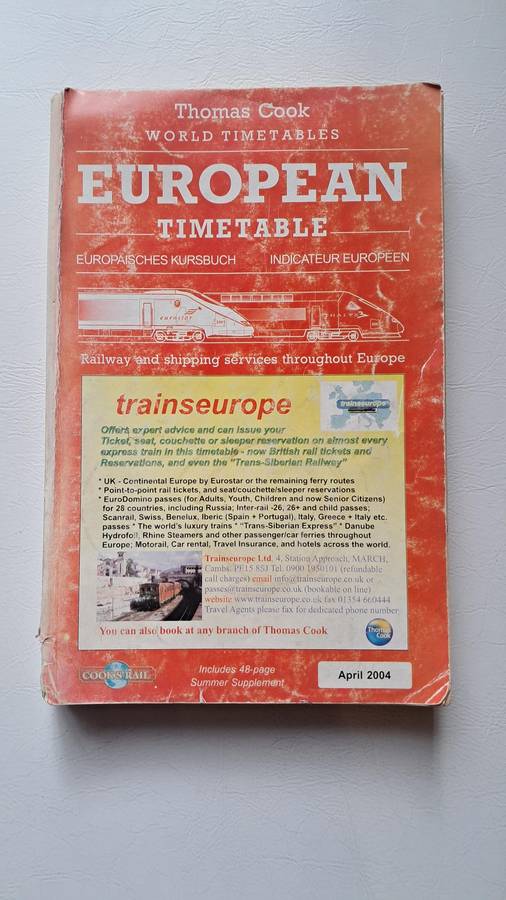 Thomas Cook
WORLD TIMETABLES
EUROPEAN
TIMETABLE
EUROPÄISCHES KURSBUCH INDICATEUR EUROPÉEN
eurostar THALYS
Railway and shipping services throughout Europe
trainseurope
trainseurope
Offers expert advice and can issue your
Ticket, seat, couchette or sleeper reservation on almost every
express train in this timetable - now British rail tickets and
Reservations, and even the "Trans-Siberian Railway"
* UK - Continental Europe by Eurostar or the remaining ferry routes
* Point-to-point rail tickets, and seat/couchette/sleeper reservations
* EuroDomino passes (for Adults, Youth, Children and now Senior Citizens)
for 28 countries, including Russia; Inter-rail -26, 26+ and child passes;
Scanrail, Swiss, Benelux, Iberic (Spain + Portugal), Italy, Greece + Italy etc.
passes * The world's luxury trains * "Trans-Siberian Express" * Danube
Hydrofoil, Rhine Steamers and other passenger/car ferries throughout
Europe; Motorail, Car rental, Travel Insurance, and hotels across the world.
Trainseurope Ltd. 4, Station Approach, MARCH,
Cambs. PE15 8SJ Tel. 0900 1950101 (refundable
call charges) email info@trainseurope.co.uk or
passes@trainseurope.co.uk (bookable on line)
website www.trainseurope.co.uk fax 01354 660444
Travel Agents please fax for dedicated phone number
You can also book at any branch of Thomas Cook
Thomas
Cook
COOK'S RAIL
Includes 48-page
Summer Supplement
April 2004